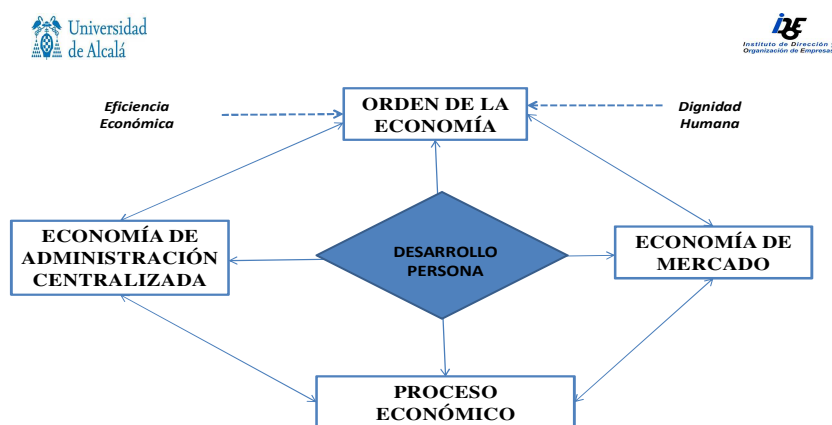 Universidad
de Alcalá
Instituto de Dirección y
Organización de Empresas
Eficiencia
Económica
ORDEN DE LA
ECONOMÍA
Dignidad
Humana
ECONOMÍA DE
ADMINISTRACIÓN
CENTRALIZADA
DESARROLLO
PERSONA
ECONOMÍA DE
MERCADO
PROCESO
ECONÓMICO